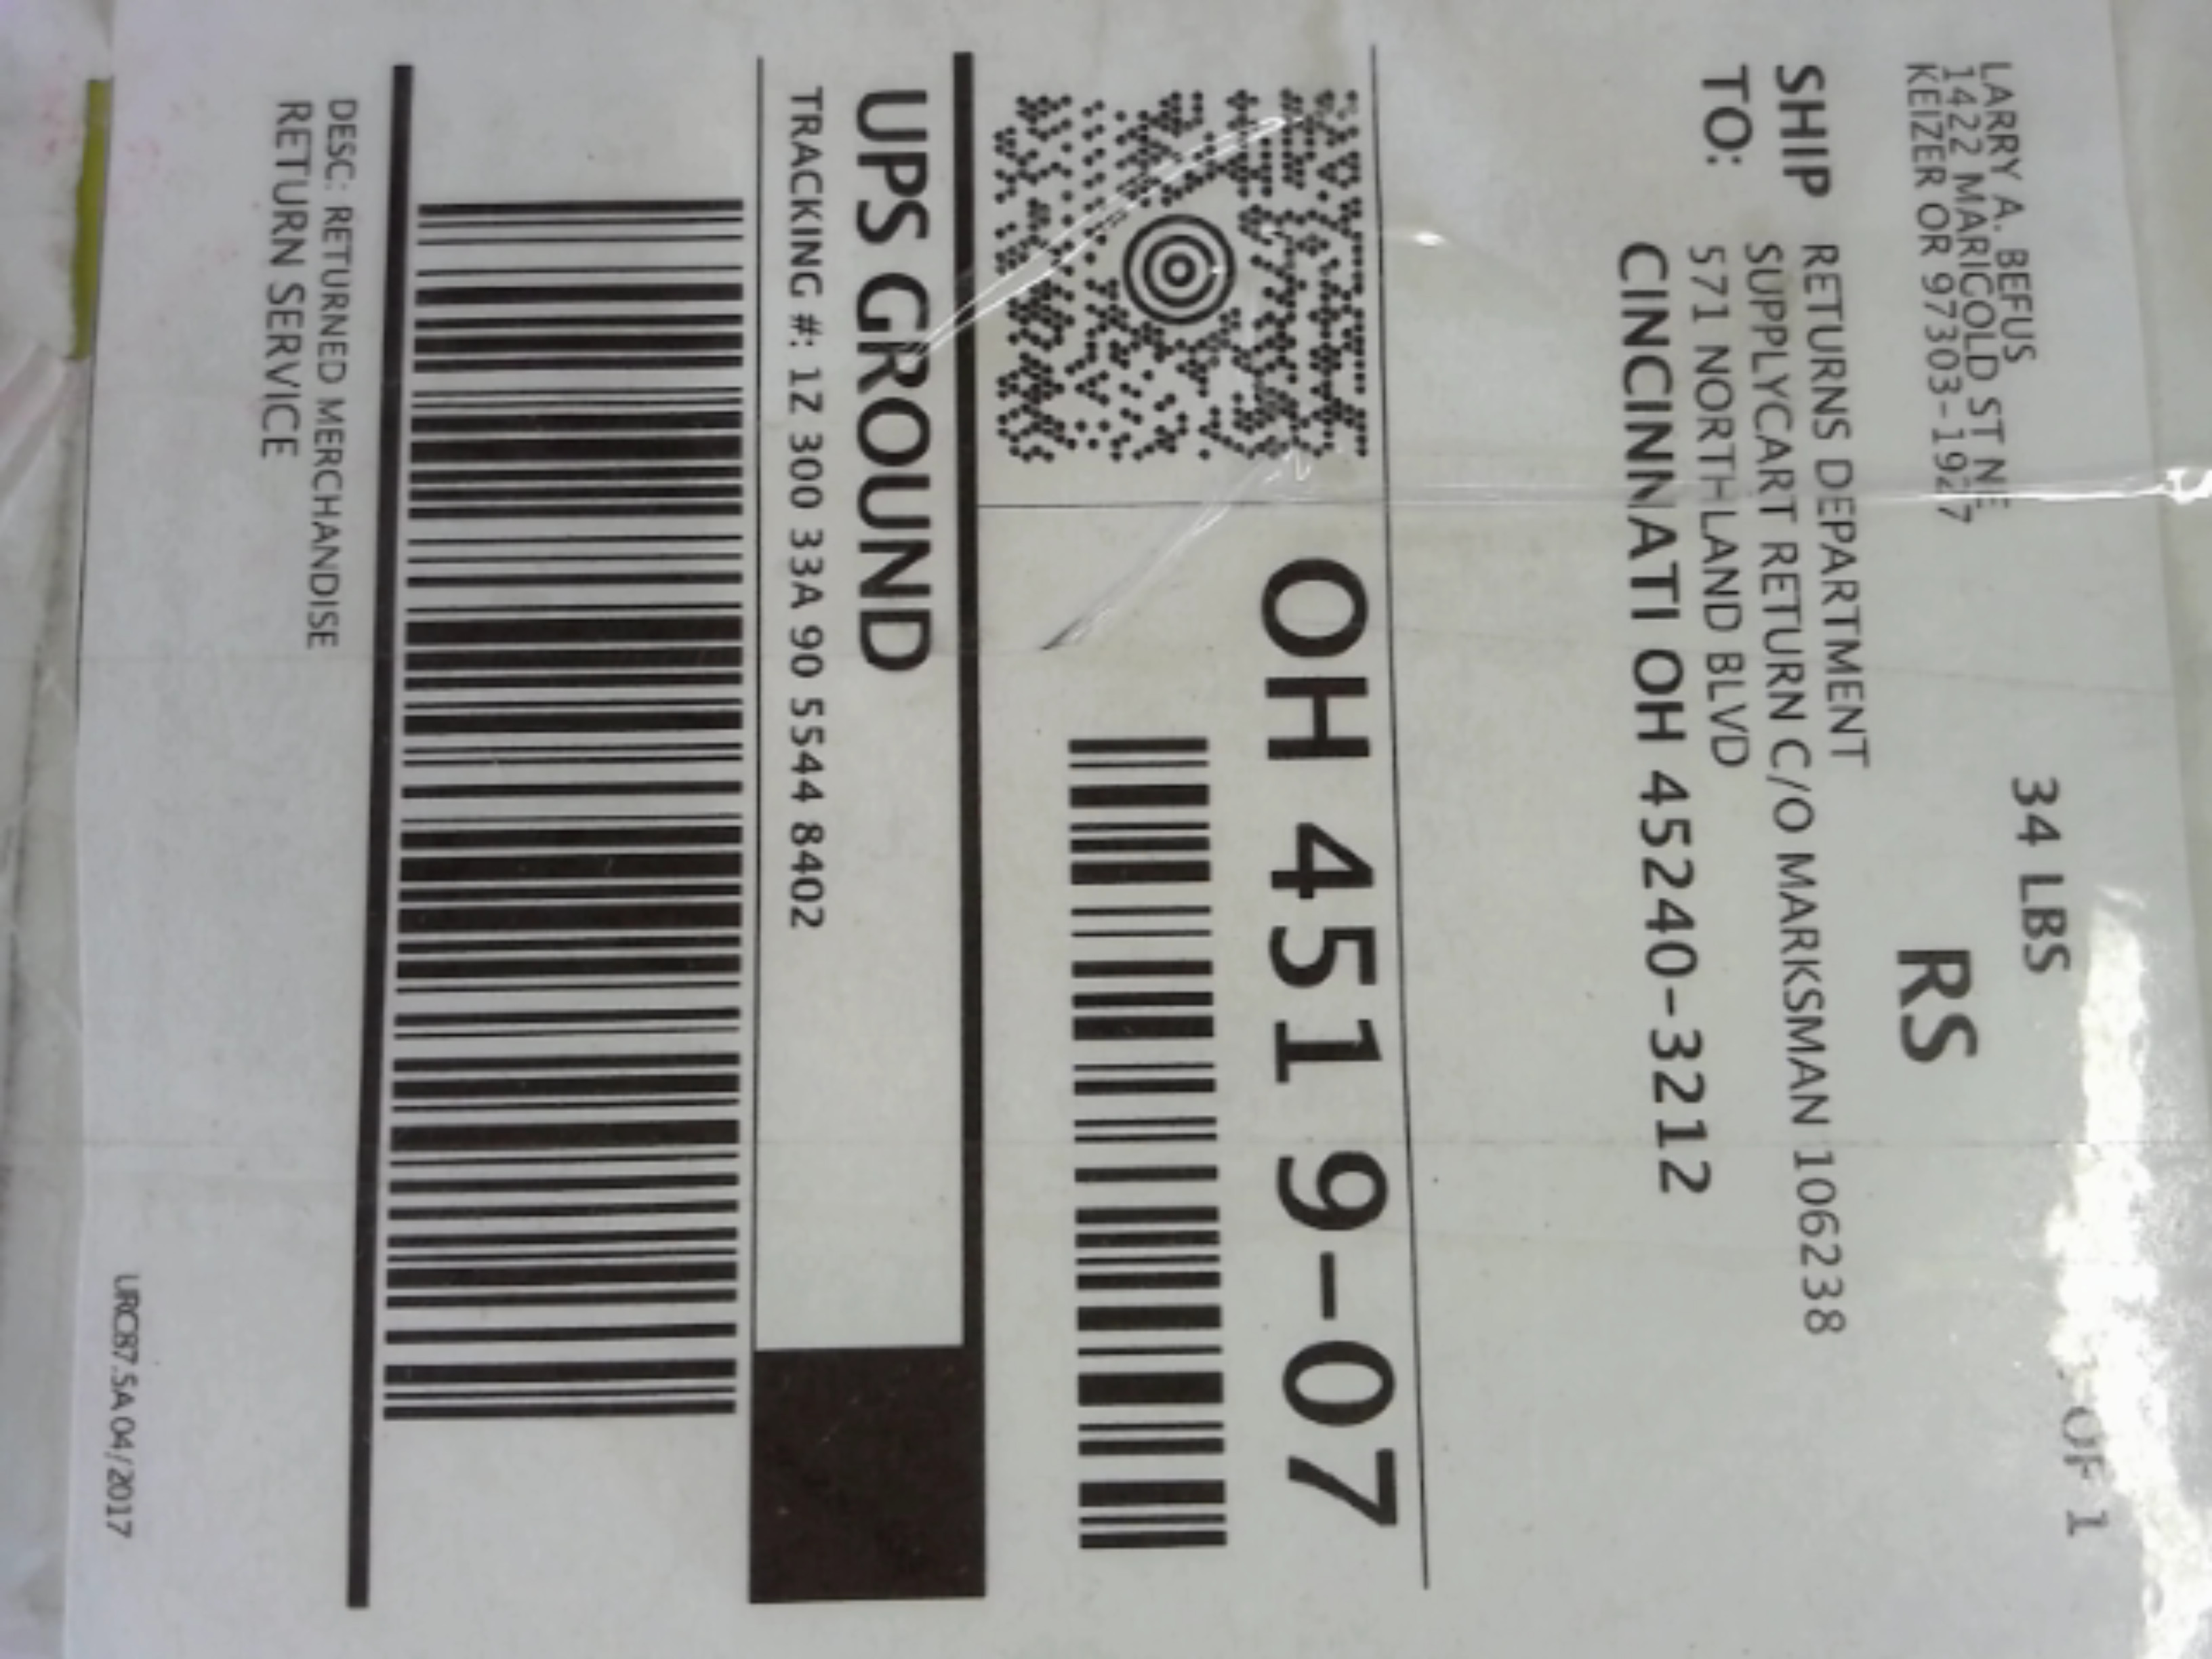 LARRY A. BEFUS
1422 MARIGOLD ST NE
KEIZER OR 97303-1927
34 LBS
OF 1
RS
SHIP
TO:
RETURNS DEPARTMENT
SUPPLYCART RETURN C/O MARKSMAN 106238
571 NORTHLAND BLVD
CINCINNATI OH 45240-3212
OH 451 9-07
UPS GROUND
TRACKING #: 1Z 300 33A 90 5544 8402
DESC: RETURNED MERCHANDISE
RETURN SERVICE
URC87.5A 04/2017